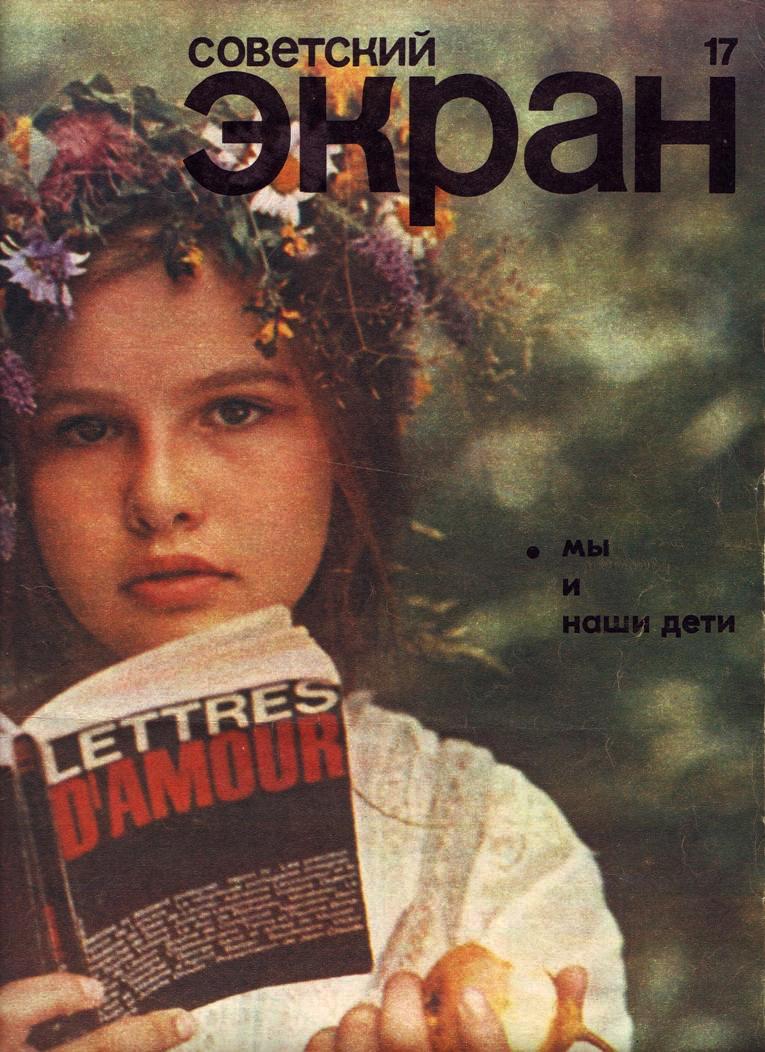 советский
17
экран
• мы
и
наши дети
LETTRES
D'AMOUR